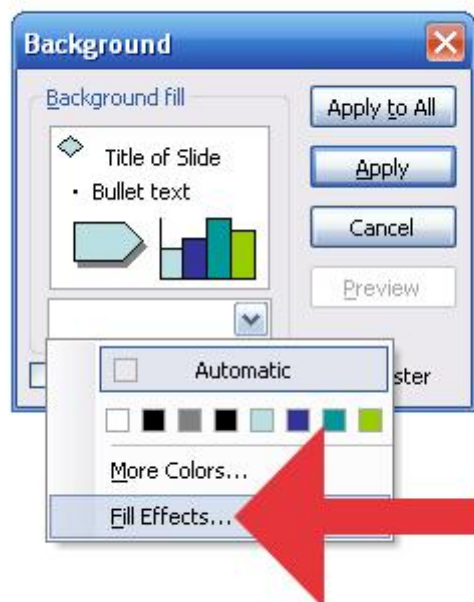 Background
Background fill
Title of Slide
• Bullet text
Apply to All
Apply
Cancel
Preview
Automatic
ster
More Colors...
Fill Effects...